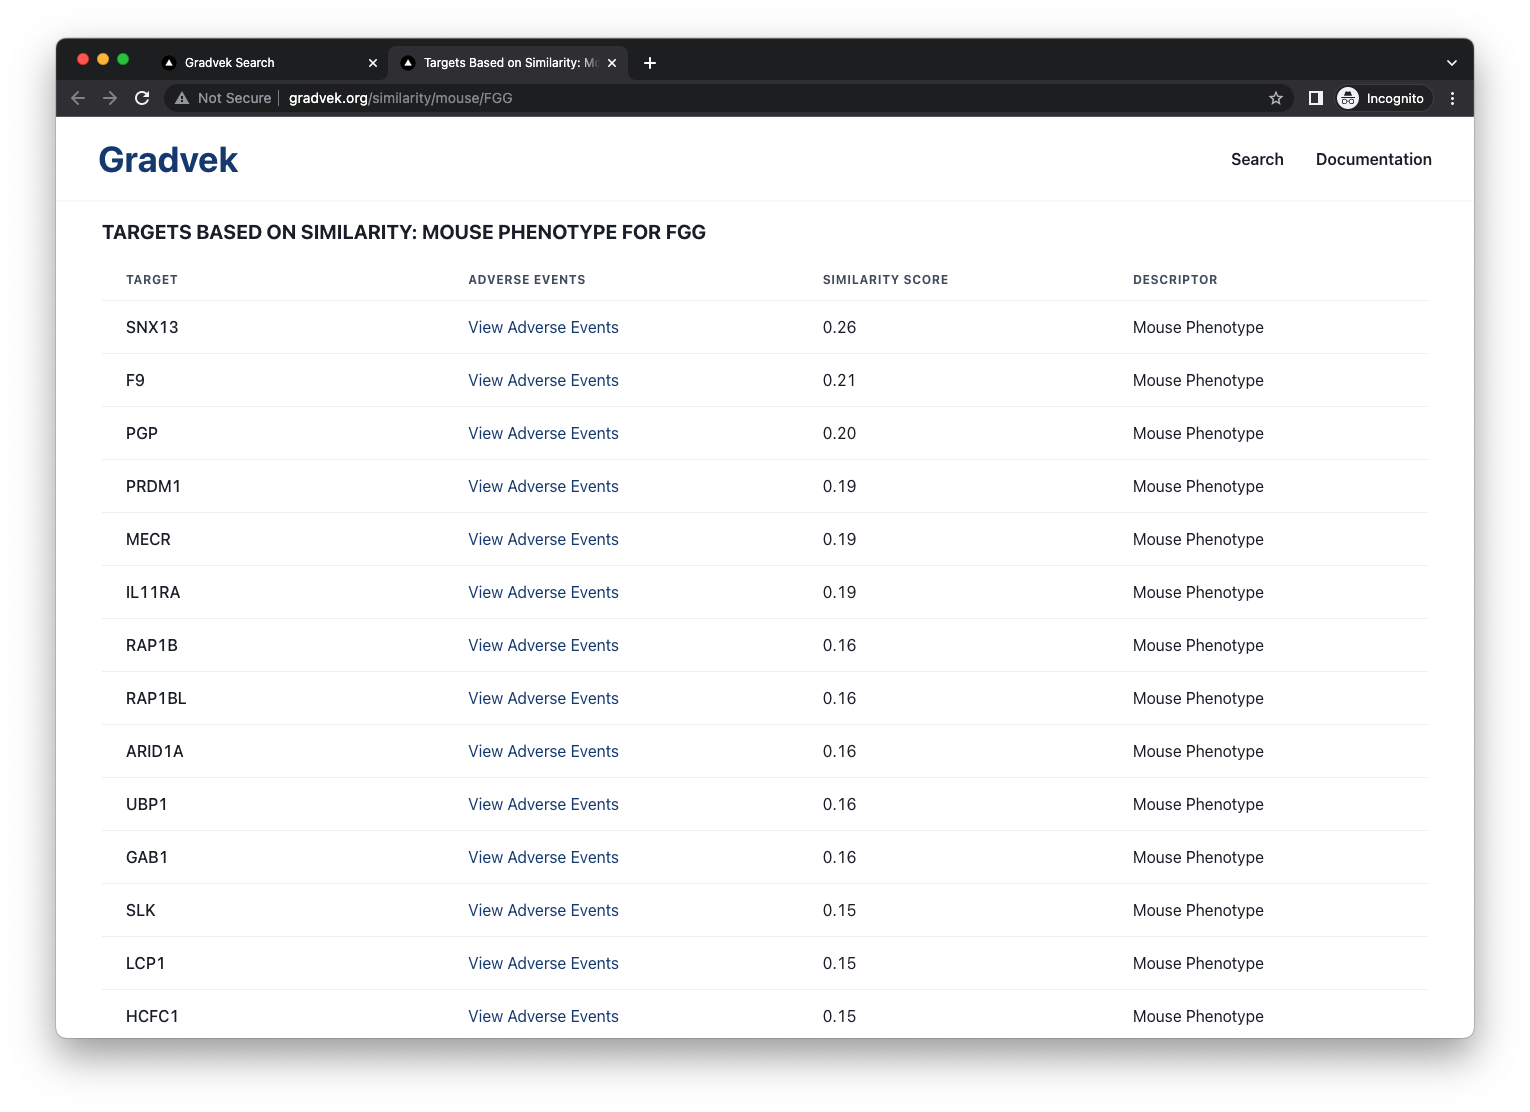 Gradvek Search
Targets Based on Similarity: Mo
Not Secure gradvek.org/similarity/mouse/FGG Incognito
Gradvek Search Documentation
TARGETS BASED ON SIMILARITY: MOUSE PHENOTYPE FOR FGG
TARGET ADVERSE EVENTS SIMILARITY SCORE DESCRIPTOR
SNX13 View Adverse Events 0.26 Mouse Phenotype
F9 View Adverse Events 0.21 Mouse Phenotype
PGP View Adverse Events 0.20 Mouse Phenotype
PRDM1 View Adverse Events 0.19 Mouse Phenotype
MECR View Adverse Events 0.19 Mouse Phenotype
IL11RA View Adverse Events 0.19 Mouse Phenotype
RAP1B View Adverse Events 0.16 Mouse Phenotype
RAP1BL View Adverse Events 0.16 Mouse Phenotype
ARID1A View Adverse Events 0.16 Mouse Phenotype
UBP1 View Adverse Events 0.16 Mouse Phenotype
GAB1 View Adverse Events 0.16 Mouse Phenotype
SLK View Adverse Events 0.15 Mouse Phenotype
LCP1 View Adverse Events 0.15 Mouse Phenotype
HCFC1 View Adverse Events 0.15 Mouse Phenotype